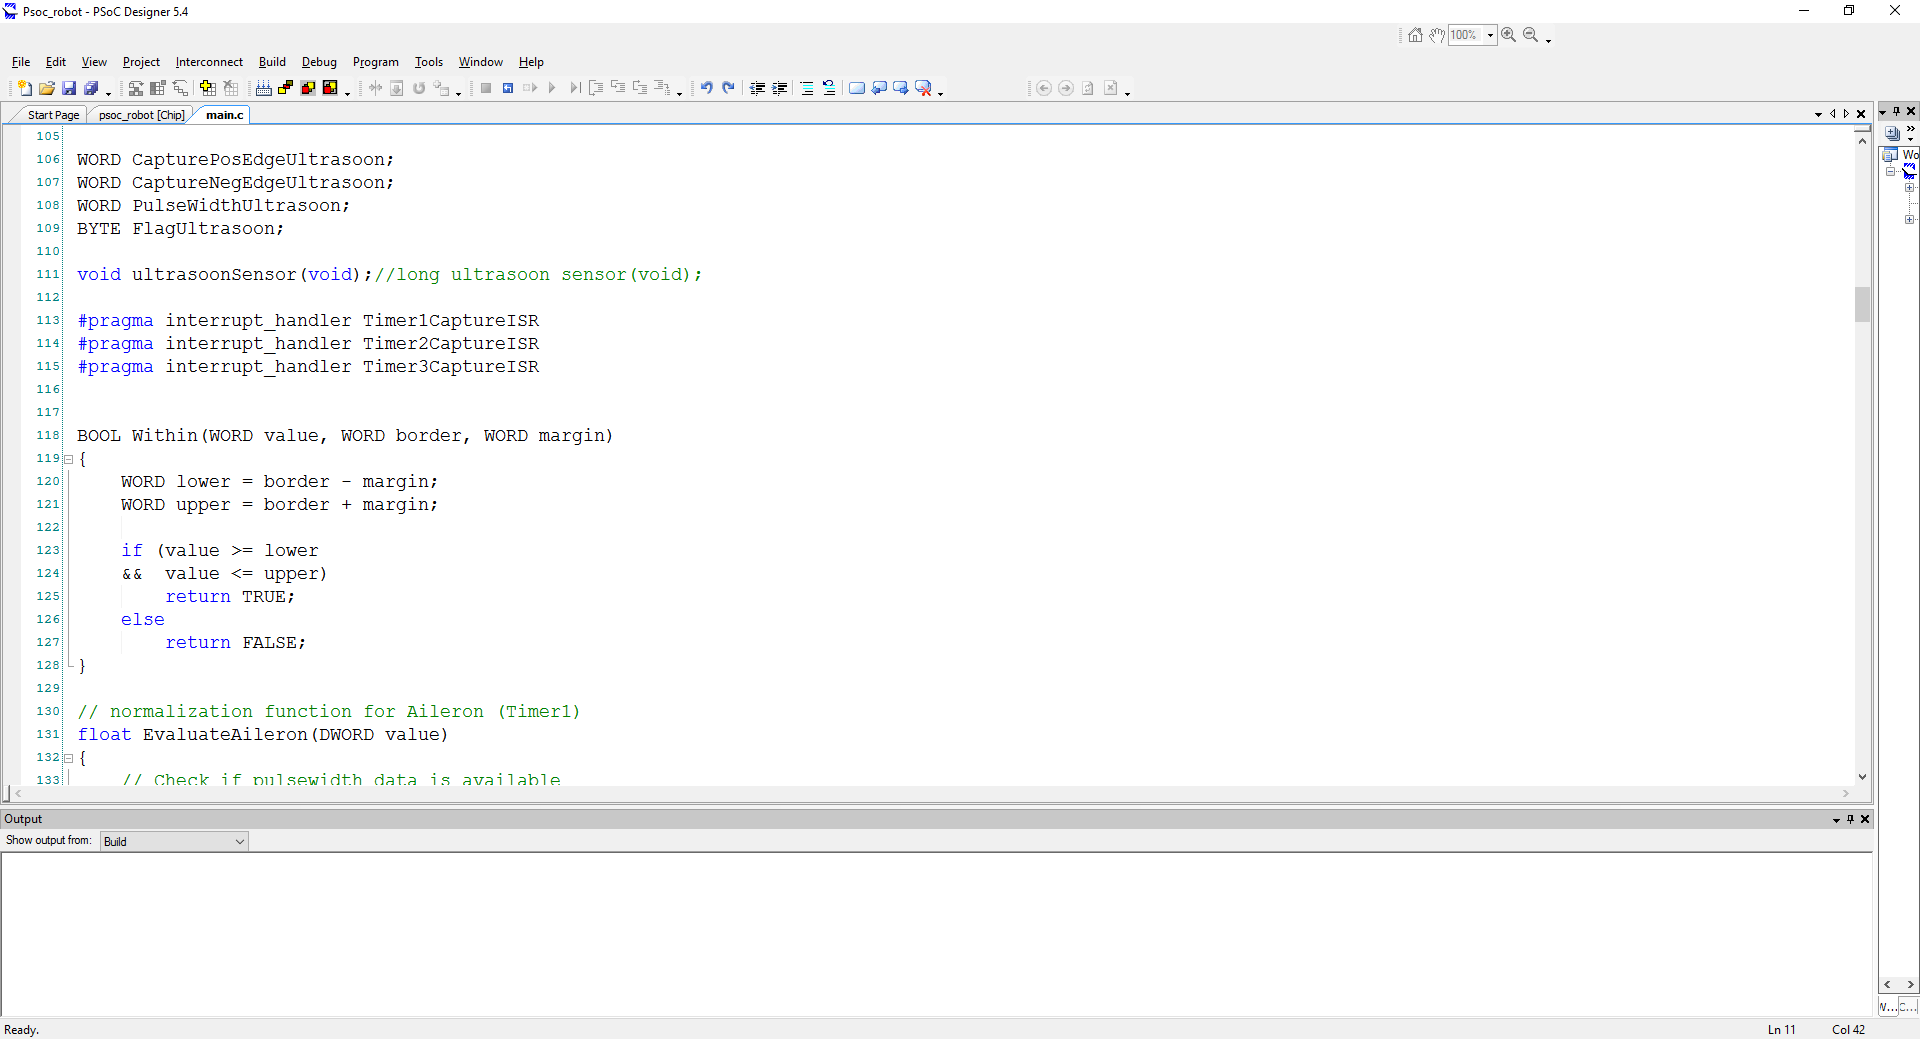 Psoc_robot - PSoC Designer 5.4
100%
File Edit View Project Interconnect Build Debug Program Tools Window Help
Start Page psoc_robot [Chip] main.c
105
106 WORD CapturePosEdgeUltrasoon;
107 WORD CaptureNegEdgeUltrasoon;
108 WORD PulseWidthUltrasoon;
109 BYTE FlagUltrasoon;
110
111 void ultrasoonSensor(void);//long ultrasoon sensor(void);
112
113 #pragma interrupt_handler Timer1CaptureISR
114 #pragma interrupt_handler Timer2CaptureISR
115 #pragma interrupt_handler Timer3CaptureISR
116
117
118 BOOL Within(WORD value, WORD border, WORD margin)
119 {
120 WORD lower = border - margin;
121 WORD upper = border + margin;
122
123 if (value >= lower
124 && value <= upper)
125 return TRUE;
126 else
127 return FALSE;
128 }
129
130 // normalization function for Aileron (Timer1)
131 float EvaluateAileron(DWORD value)
132 {
133 // Check if pulsewidth data is available
Wo
Output
Show output from: Build
W... C...
Ready.
Ln 11 Col 42